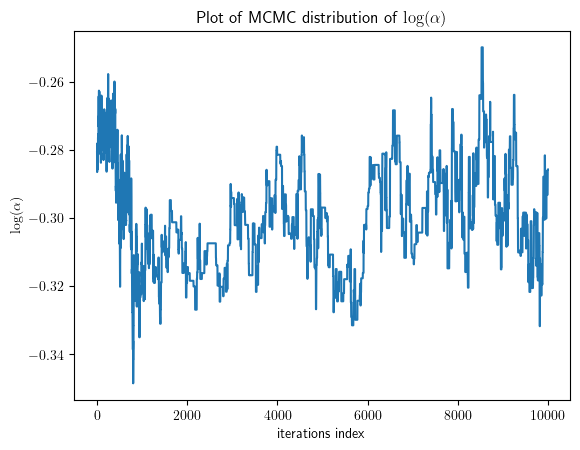 Plot of MCMC distribution of log(α)
log(α)
−0.26
−0.28
−0.30
−0.32
−0.34
0 2000 4000 6000 8000 10000
iterations index